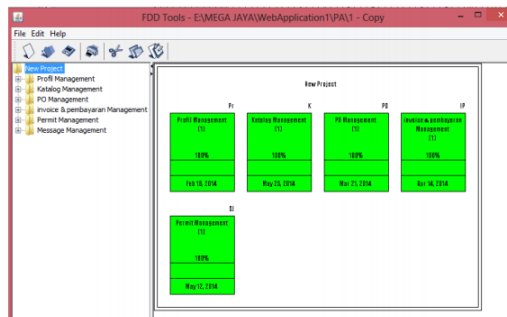 FDD Tools - E:\MEGA JAYA\WebApplication1\PA\1 - Copy
File Edit Help
New Project
Profil Management
Katalog Management
PO Management
invoice & pembayaran Management
Permit Management
Message Management
New Project
Pr
K
PO
IP
Profil Management
(1)
100%
Feb 18, 2014
Katalog Management
(1)
100%
May 23, 2014
PO Management
(1)
100%
Mar 21, 2014
invoice & pembayaran
Management
(1)
100%
Apr 14, 2014
Permit Management
(1)
100%
May 12, 2014